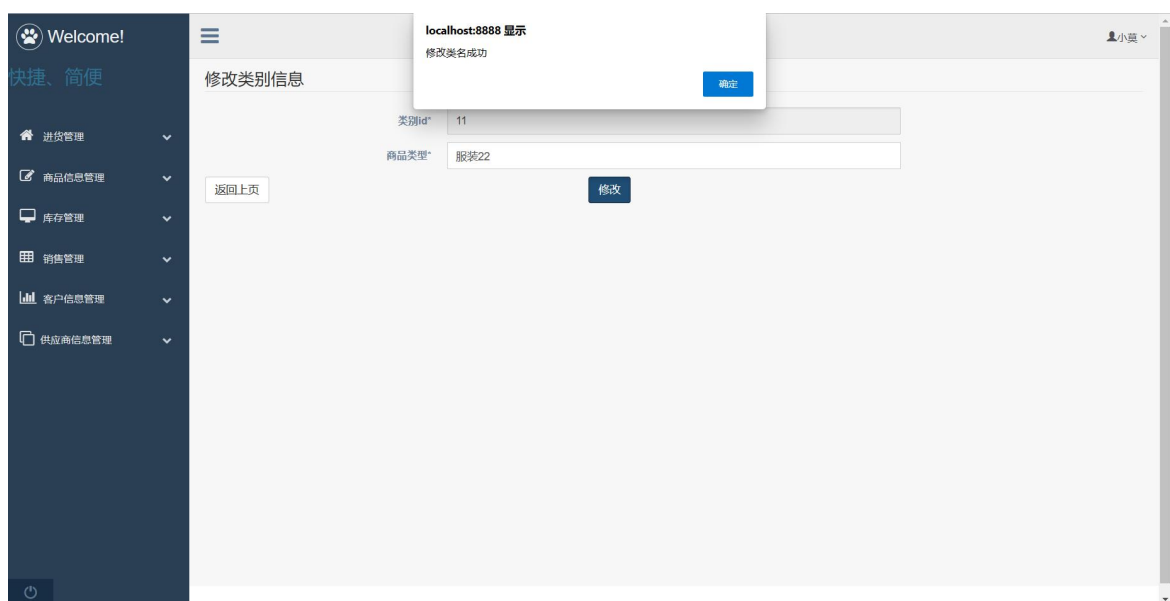 Welcome!
快捷、简便
进货管理
商品信息管理
库存管理
销售管理
客户信息管理
供应商信息管理
localhost:8888 显示
修改类名成功
确定
小莫
修改类别信息
类别id*
11
商品类型*
服装22
返回上页
修改